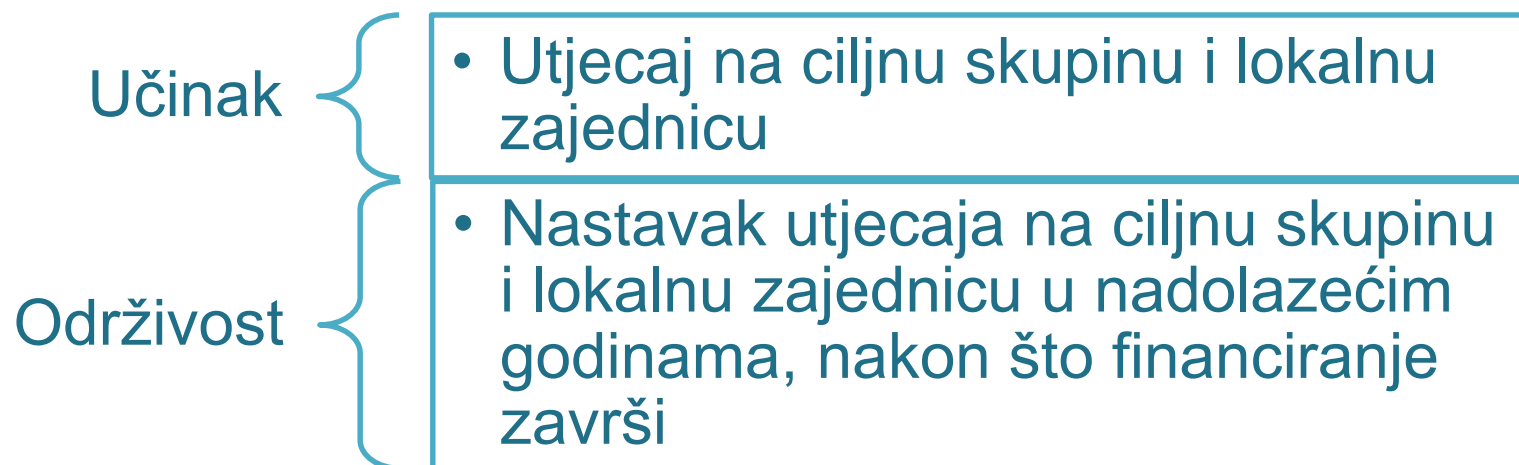 Učinak
• Utjecaj na ciljnu skupinu i lokalnu
zajednicu
Održivost
• Nastavak utjecaja na ciljnu skupinu
i lokalnu zajednicu u nadolazećim
godinama, nakon što financiranje
završi